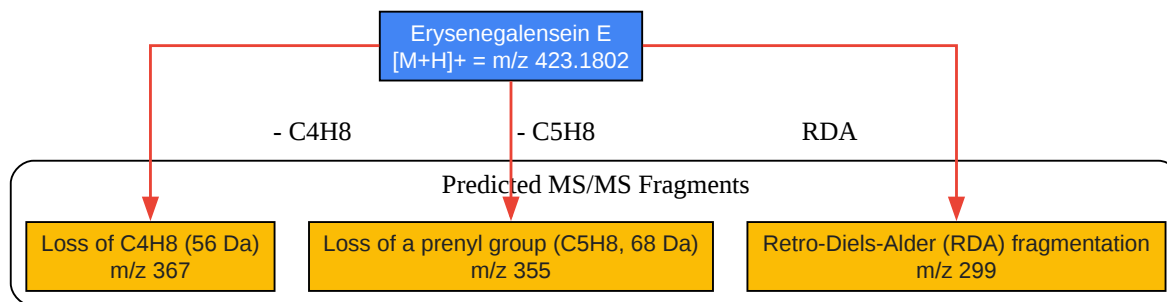 Erysenegalensein E
[M+H]+ = m/z 423.1802
- C4H8
- C5H8
RDA
Predicted MS/MS Fragments
Loss of C4H8 (56 Da)
m/z 367
Loss of a prenyl group (C5H8, 68 Da)
m/z 355
Retro-Diels-Alder (RDA) fragmentation
m/z 299